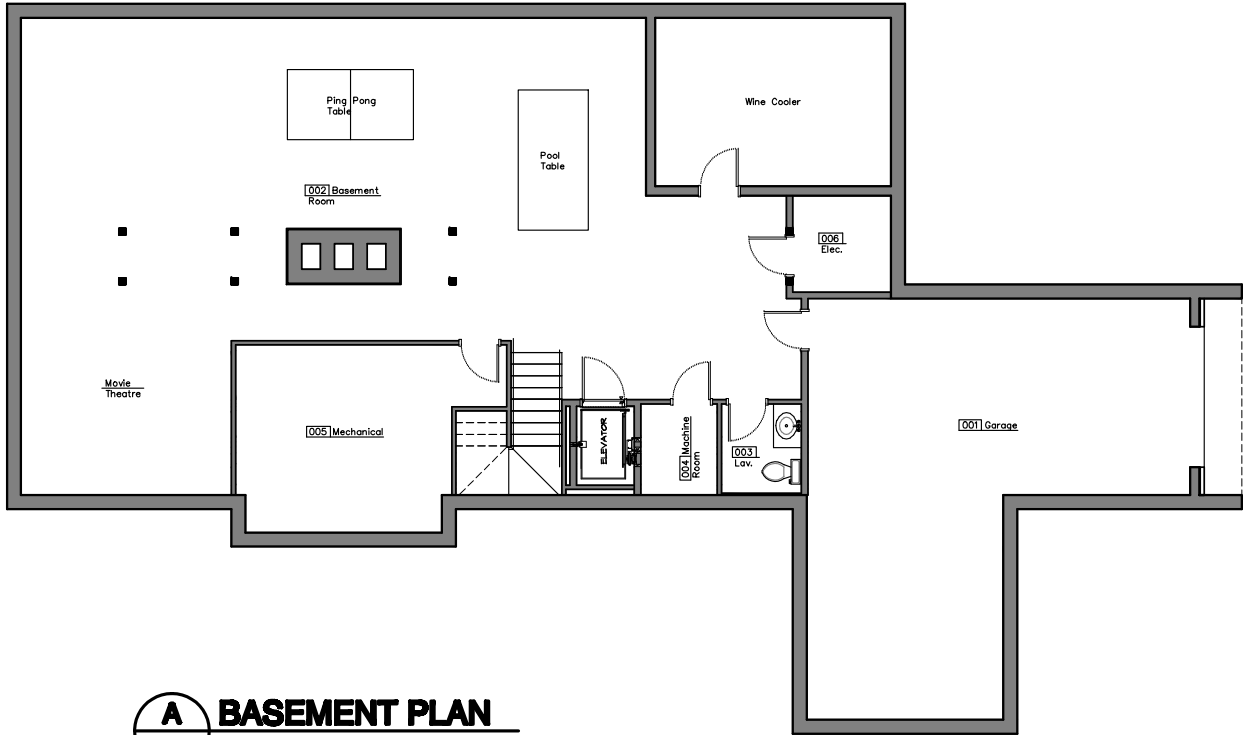 Wine Cooler
Ping Pong
Table
Pool
Table
002 Basement
Room
006
Elec.
Movie
Theatre
005 Mechanical
ELEVATOR
004 Machine
Room
003
Lav.
001 Garage
A BASEMENT PLAN